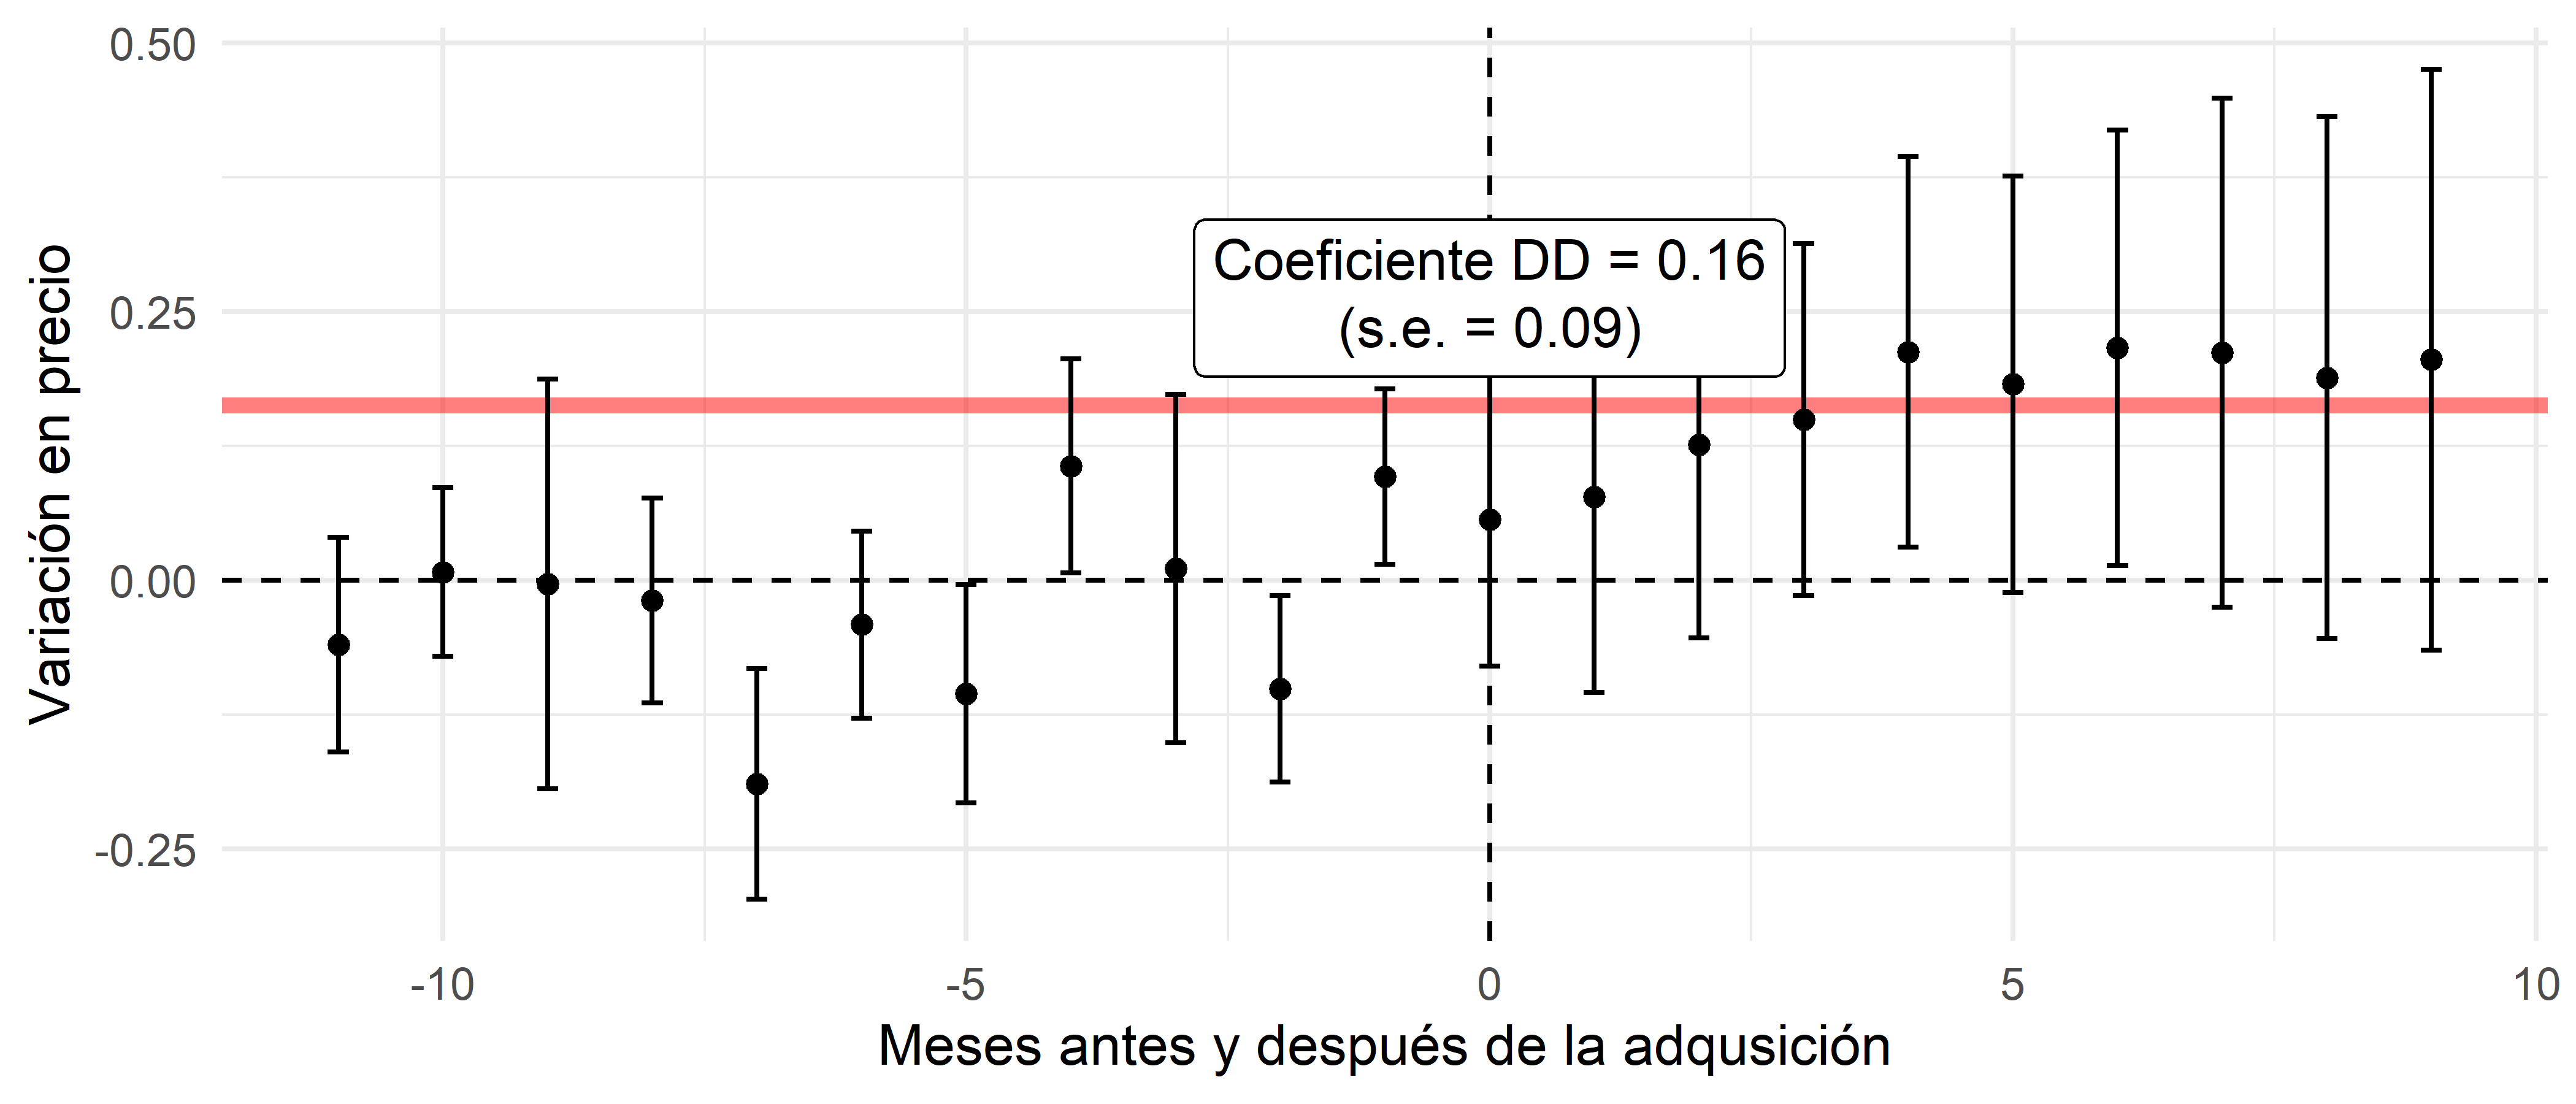 Variación en precio
0.50
0.25
0.00
-0.25
Coeficiente DD = 0.16
(s.e. = 0.09)
-10
-5
0
5
10
Meses antes y después de la adqusición